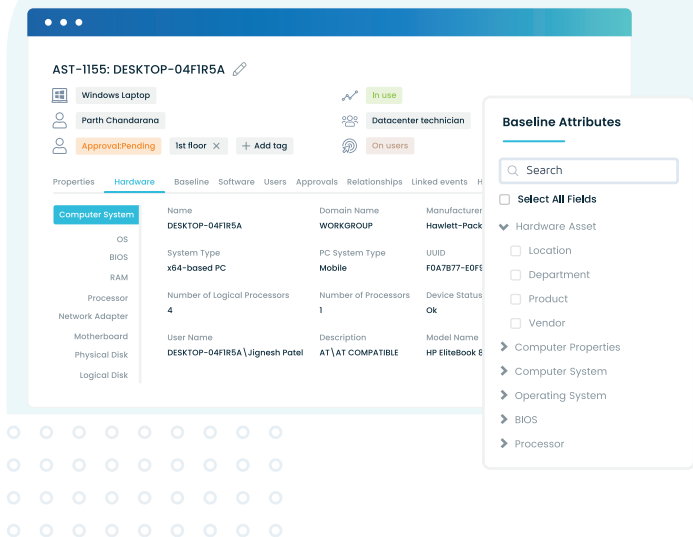 AST-1155: DESKTOP-04F1R5A
Windows Laptop
In use
Parth Chandarana
Datacenter technician
Approval:Pending
1st floor
+ Add tag
On users
Properties Hardware Baseline Software Users Approvals Relationships Linked events
Computer System
OS
BIOS
RAM
Processor
Network Adapter
Motherboard
Physical Disk
Logical Disk
Name Domain Name Manufacturer
DESKTOP-04F1R5A WORKGROUP Hawlett-Pack
System Type PC System Type UUID
x64-based PC Mobile F0A7B77-E0F9
Number of Logical Processors Number of Processors Device Status
4 1 Ok
User Name Description Model Name
DESKTOP-04F1R5A\Jignesh Patel AT\AT COMPATIBLE HP EliteBook 8
Baseline Attributes
Search
Select All Fields
Hardware Asset
Location
Department
Product
Vendor
Computer Properties
Computer System
Operating System
BIOS
Processor